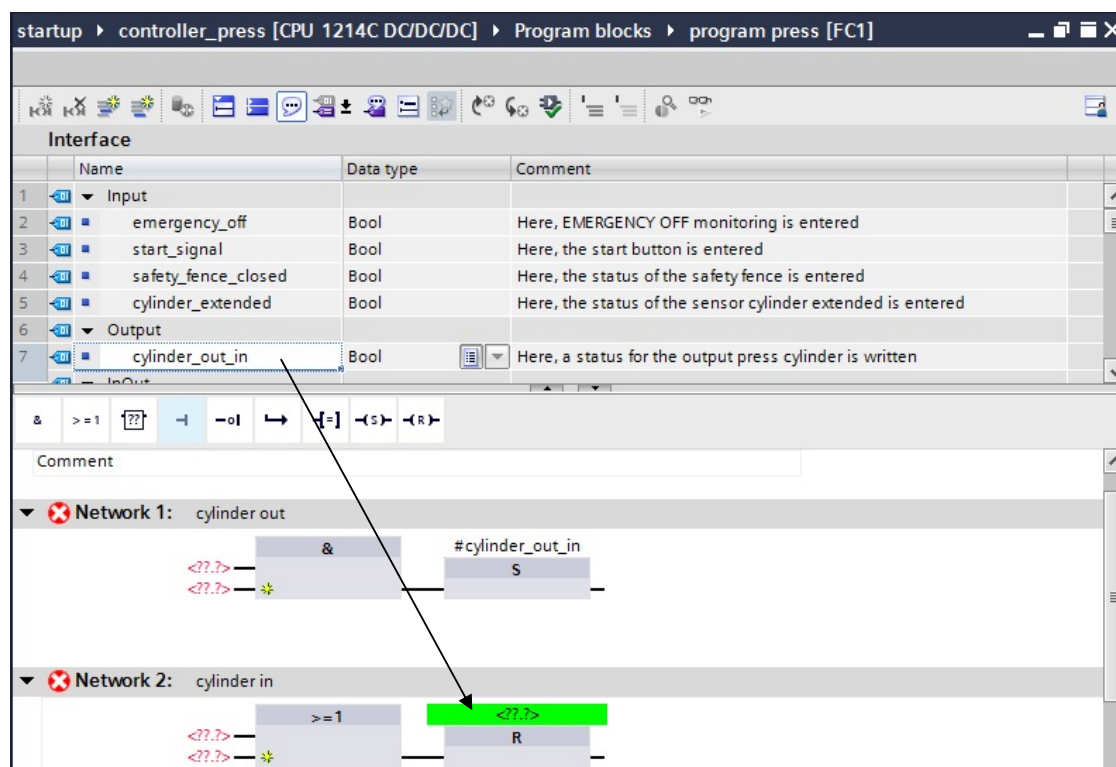 startup ▸ controller_press [CPU 1214C DC/DC/DC] ▸ Program blocks ▸ program press [FC1]
Interface
Name Data type Comment
1 Input
2 emergency_off Bool Here, EMERGENCY OFF monitoring is entered
3 start_signal Bool Here, the start button is entered
4 safety_fence_closed Bool Here, the status of the safety fence is entered
5 cylinder_extended Bool Here, the status of the sensor cylinder extended is entered
6 Output
7 cylinder_out_in Bool Here, a status for the output press cylinder is written
InOut
& >=1 ?? -[=] -(S)- -(R)-
Comment
Network 1: cylinder out
& #cylinder_out_in
<??.?> S
<??.?>
Network 2: cylinder in
>=1 <??.?>
<??.?> R
<??.?>